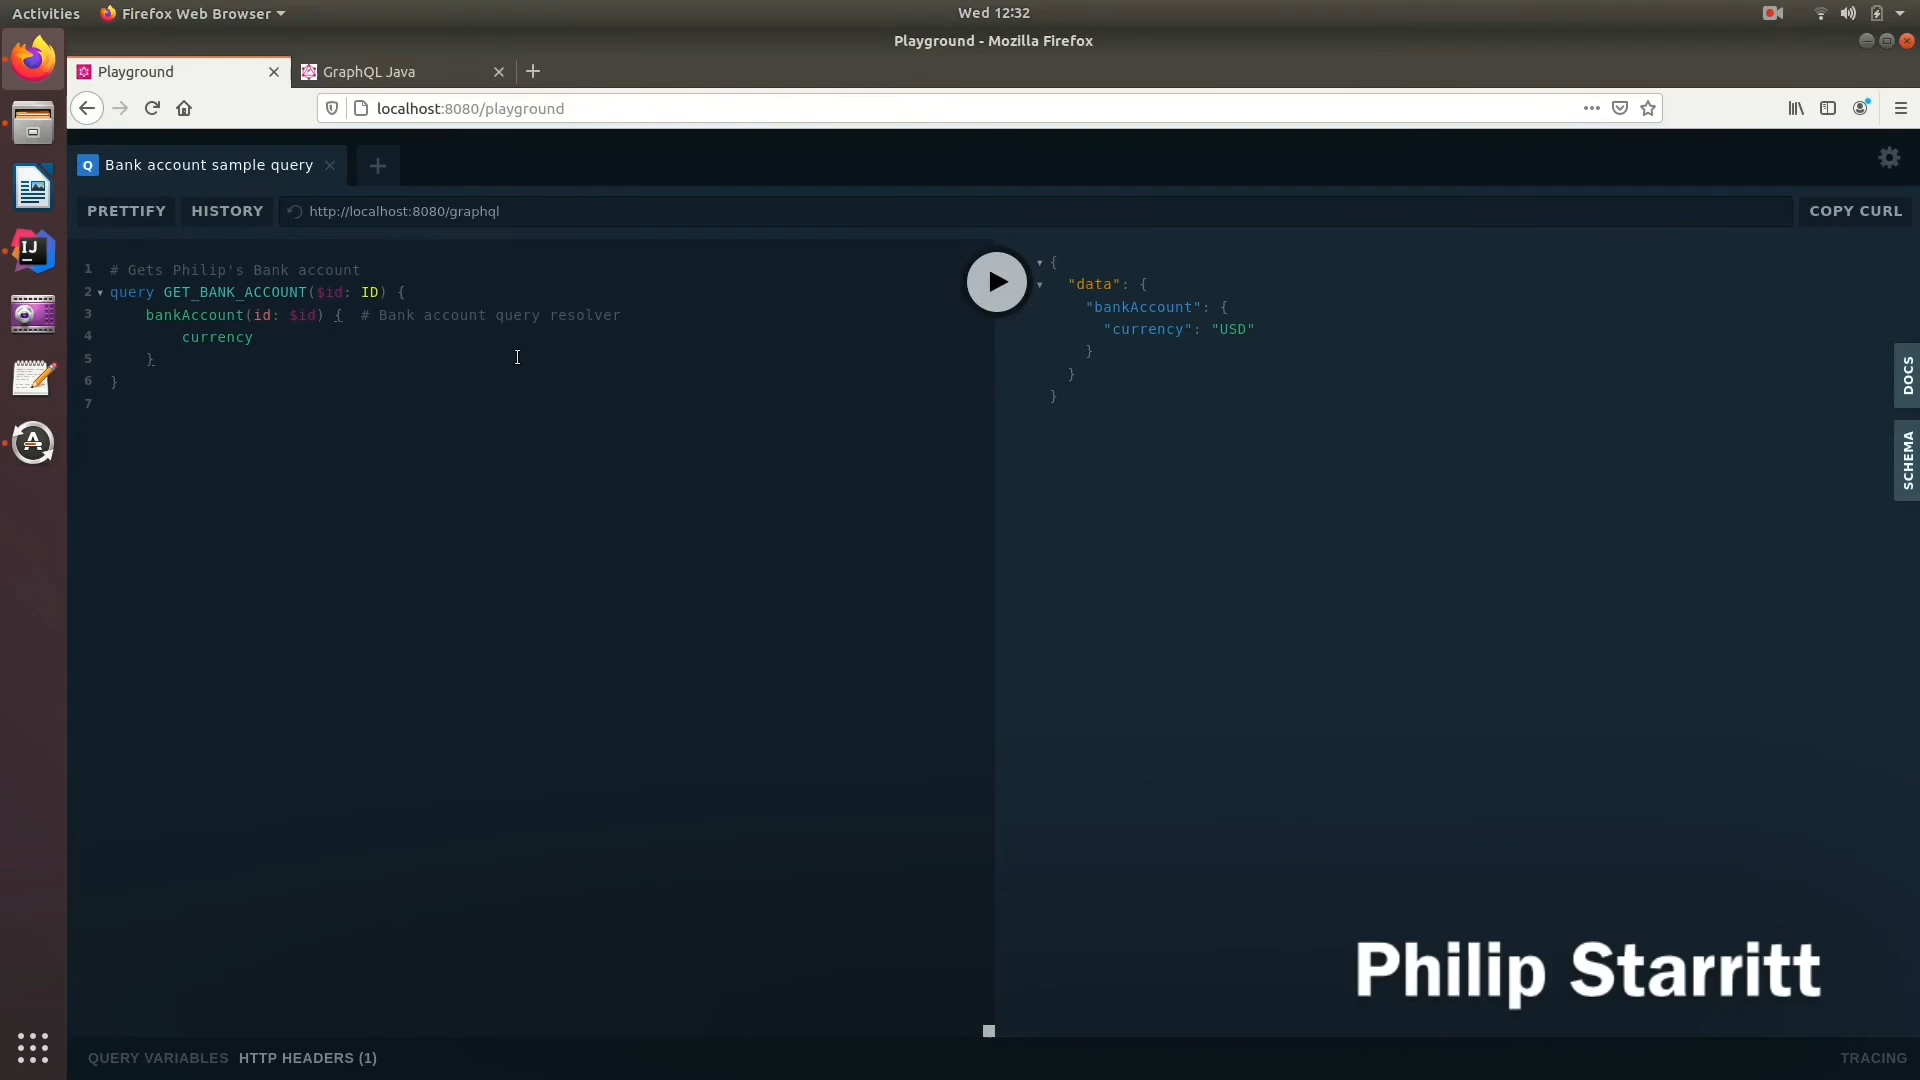 Activities Firefox Web Browser Wed 12:32
Playground - Mozilla Firefox
Playground GraphQL Java
localhost:8080/playground
Q Bank account sample query
PRETTIFY HISTORY http://localhost:8080/graphql COPY CURL
1 # Gets Philip's Bank account
2 query GET_BANK_ACCOUNT($id: ID) {
3 bankAccount(id: $id) { # Bank account query resolver
4 currency
5 }
6 }
7
{
"data": {
"bankAccount": {
"currency": "USD"
}
}
}
DOCS
SCHEMA
IJ
Philip Starritt
QUERY VARIABLES HTTP HEADERS (1) TRACING